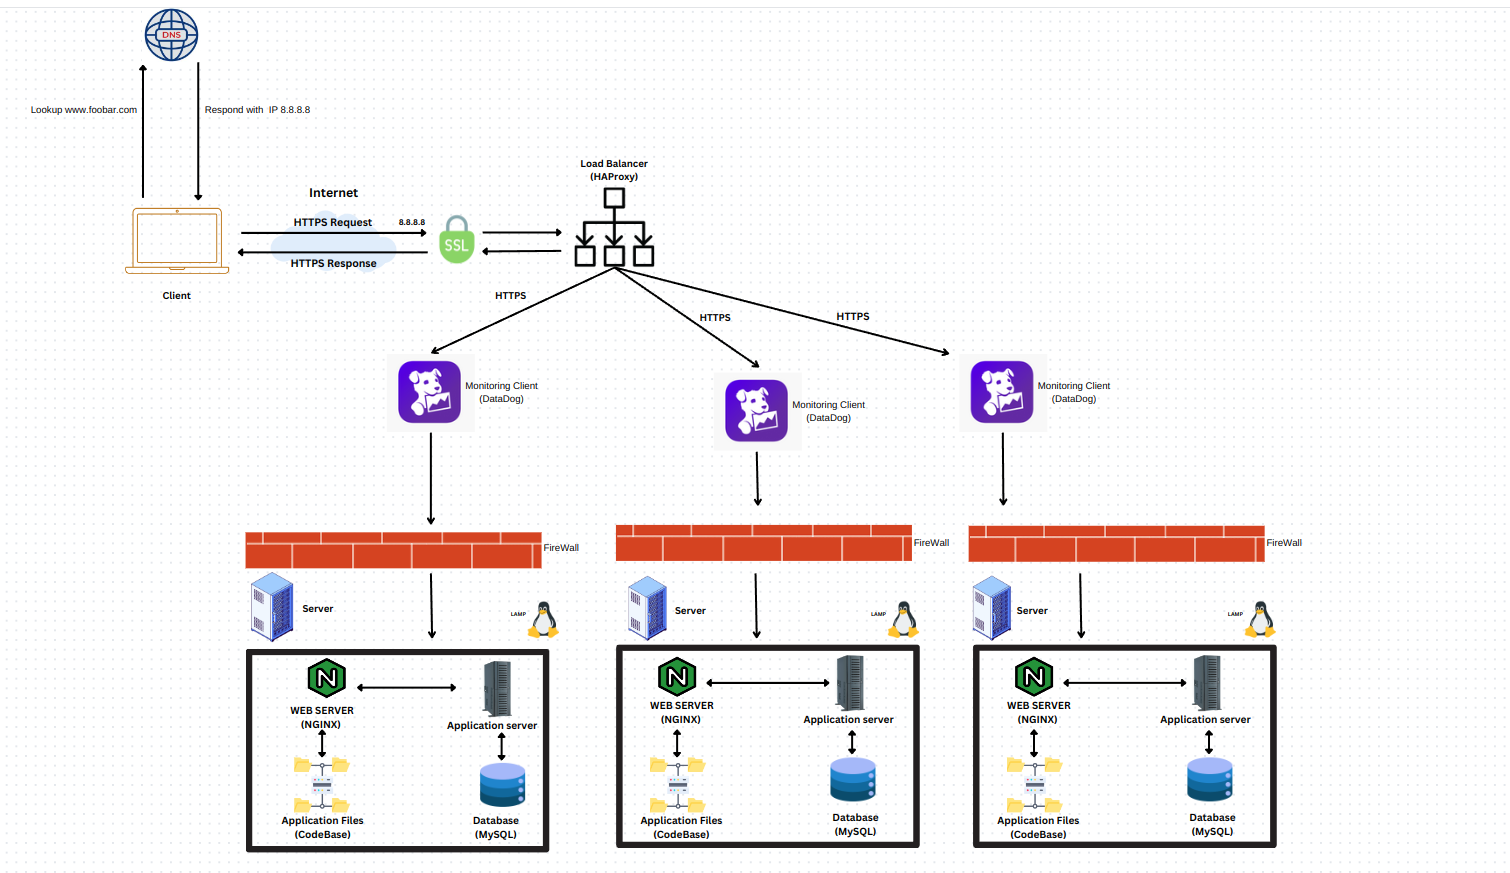 DNS
Lookup www.foobar.com
Respond with IP 8.8.8.8
Load Balancer
(HAProxy)
Internet
HTTPS Request
8.8.8.8
SSL
HTTPS Response
Client
HTTPS
HTTPS
HTTPS
Monitoring Client
(DataDog)
Monitoring Client
(DataDog)
Monitoring Client
(DataDog)
FireWall
FireWall
FireWall
Server
LAMP
Server
LAMP
Server
LAMP
N
WEB SERVER
(NGINX)
Application server
Application Files
(CodeBase)
Database
(MySQL)
N
WEB SERVER
(NGINX)
Application server
Application Files
(CodeBase)
Database
(MySQL)
N
WEB SERVER
(NGINX)
Application server
Application Files
(CodeBase)
Database
(MySQL)